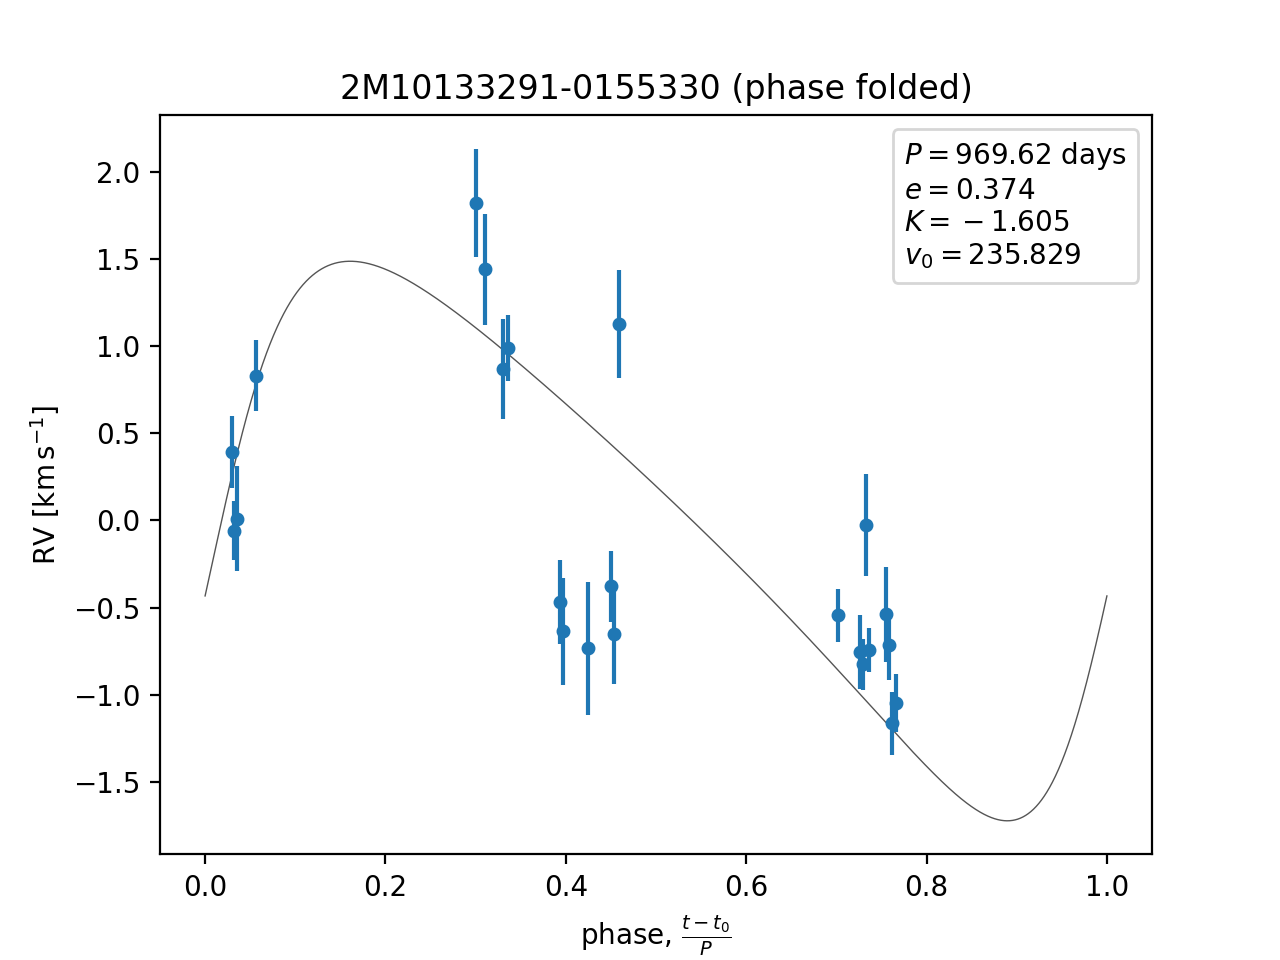 2M10133291-0155330 (phase folded)
P = 969.62 days
e = 0.374
K = −1.605
v₀ = 235.829
2.0
1.5
1.0
0.5
0.0
−0.5
−1.0
−1.5
RV [km s⁻¹]
0.0 0.2 0.4 0.6 0.8 1.0
phase, (t − t₀)/P